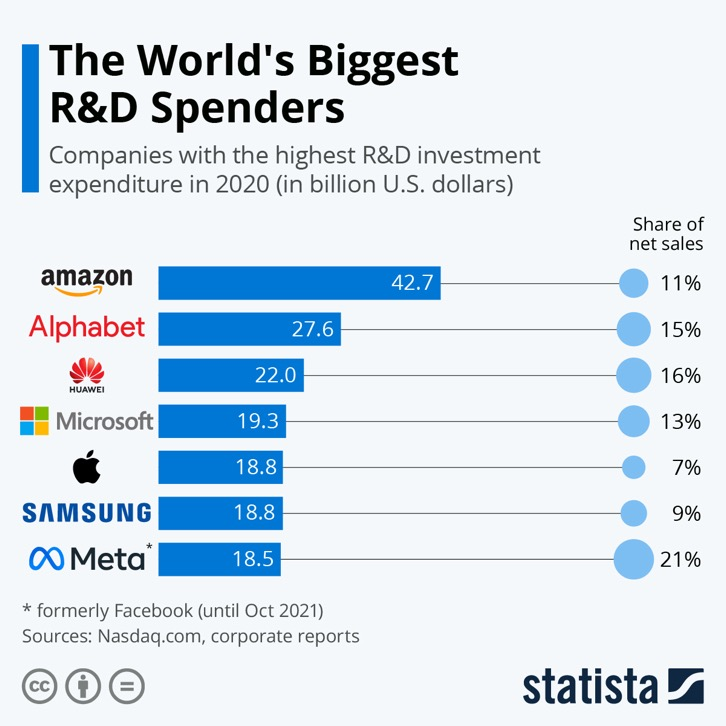 The World's Biggest
R&D Spenders
Companies with the highest R&D investment
expenditure in 2020 (in billion U.S. dollars)
Share of
net sales
amazon 42.7 11%
Alphabet 27.6 15%
HUAWEI 22.0 16%
Microsoft 19.3 13%
18.8 7%
SAMSUNG 18.8 9%
Meta* 18.5 21%
* formerly Facebook (until Oct 2021)
Sources: Nasdaq.com, corporate reports
cc
statista